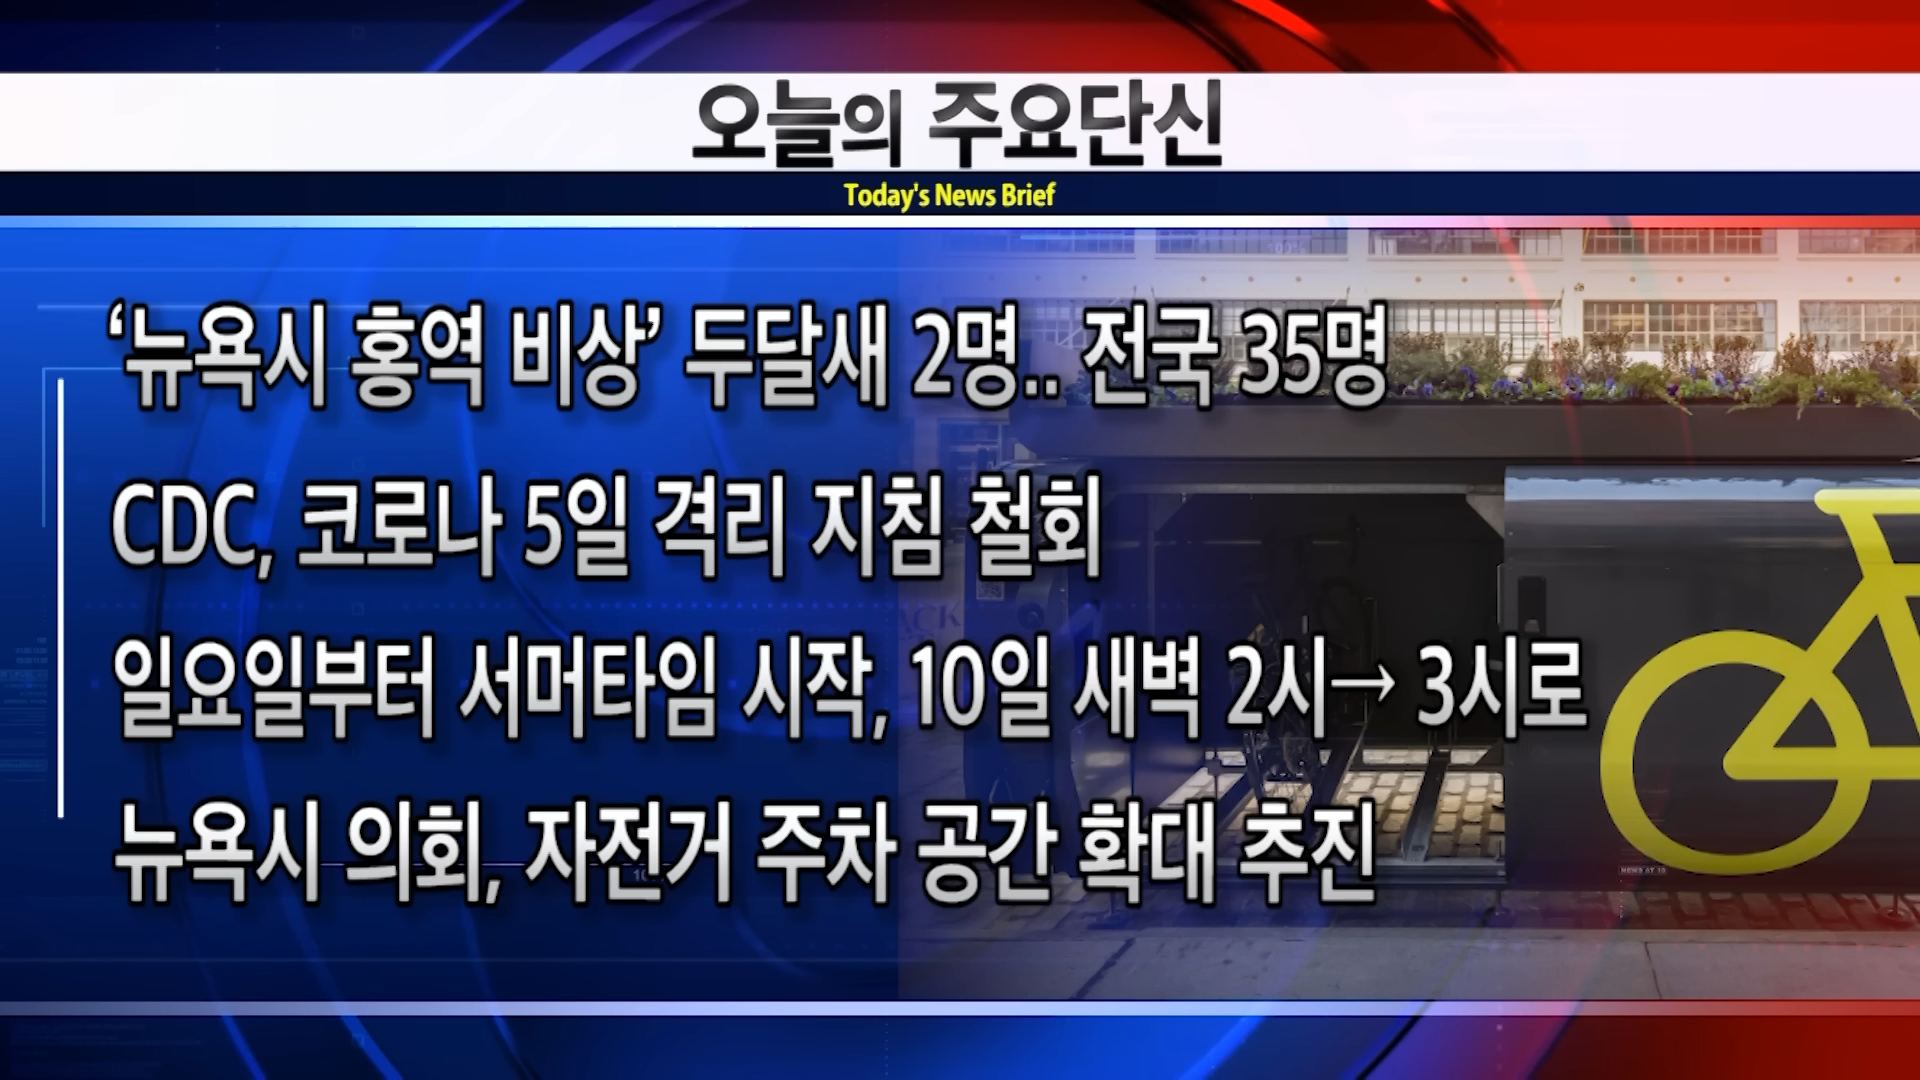 오늘의 주요단신
Today's News Brief
‘뉴욕시 홍역 비상’ 두달새 2명.. 전국 35명
CDC, 코로나 5일 격리 지침 철회
일요일부터 서머타임 시작, 10일 새벽 2시→ 3시로
뉴욕시 의회, 자전거 주차 공간 확대 추진
NEWS AT 10